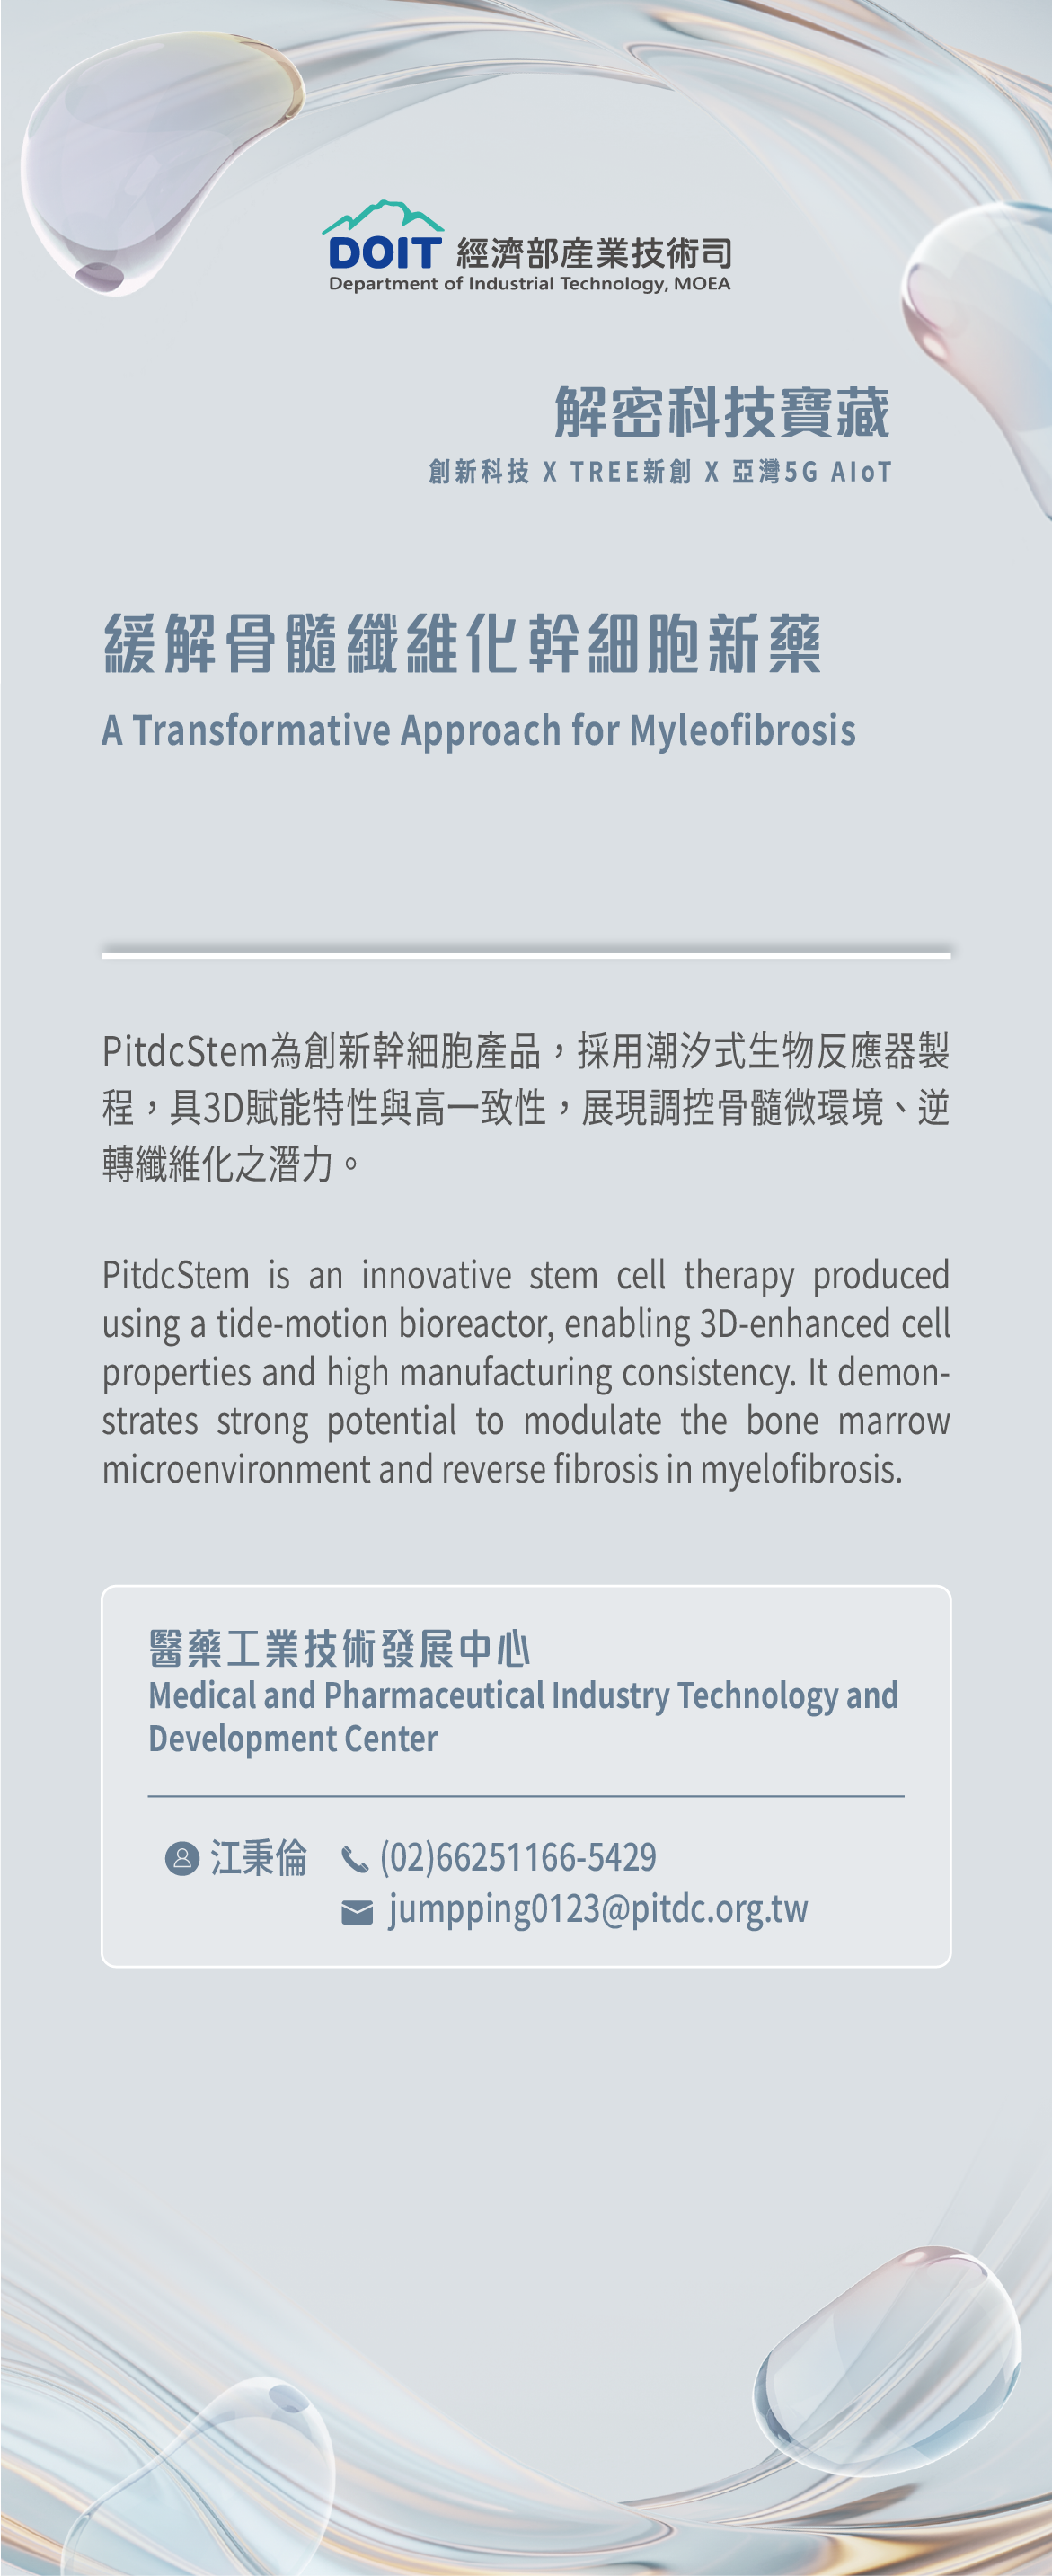 DOIT 經濟部產業技術司
Department of Industrial Technology, MOEA
解密科技寶藏
創新科技 X TREE新創 X 亞灣5G AIoT
緩解骨髓纖維化幹細胞新藥
A Transformative Approach for Myleofibrosis
PitdcStem為創新幹細胞產品，採用潮汐式生物反應器製
程，具3D賦能特性與高一致性，展現調控骨髓微環境、逆
轉纖維化之潛力。
PitdcStem is an innovative stem cell therapy produced
using a tide-motion bioreactor, enabling 3D-enhanced cell
properties and high manufacturing consistency. It demon-
strates strong potential to modulate the bone marrow
microenvironment and reverse fibrosis in myelofibrosis.
醫藥工業技術發展中心
Medical and Pharmaceutical Industry Technology and
Development Center
江秉倫 (02)66251166-5429
jumpping0123@pitdc.org.tw